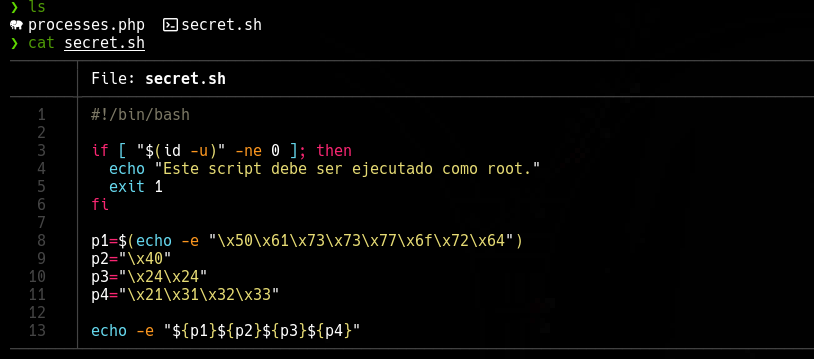 ❯ ls
processes.php secret.sh
❯ cat secret.sh
File: secret.sh
1 #!/bin/bash
2
3 if [ "$(id -u)" -ne 0 ]; then
4 echo "Este script debe ser ejecutado como root."
5 exit 1
6 fi
7
8 p1=$(echo -e "\x50\x61\x73\x73\x77\x6f\x72\x64")
9 p2="\x40"
10 p3="\x24\x24"
11 p4="\x21\x31\x32\x33"
12
13 echo -e "${p1}${p2}${p3}${p4}"